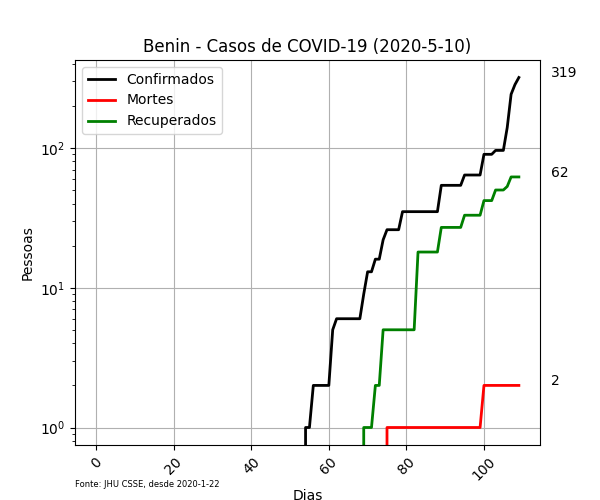 Benin - Casos de COVID-19 (2020-5-10)
Confirmados
Mortes
Recuperados
319
62
2
Pessoas
10²
10¹
10⁰
0
20
40
60
80
100
Fonte: JHU CSSE, desde 2020-1-22
Dias